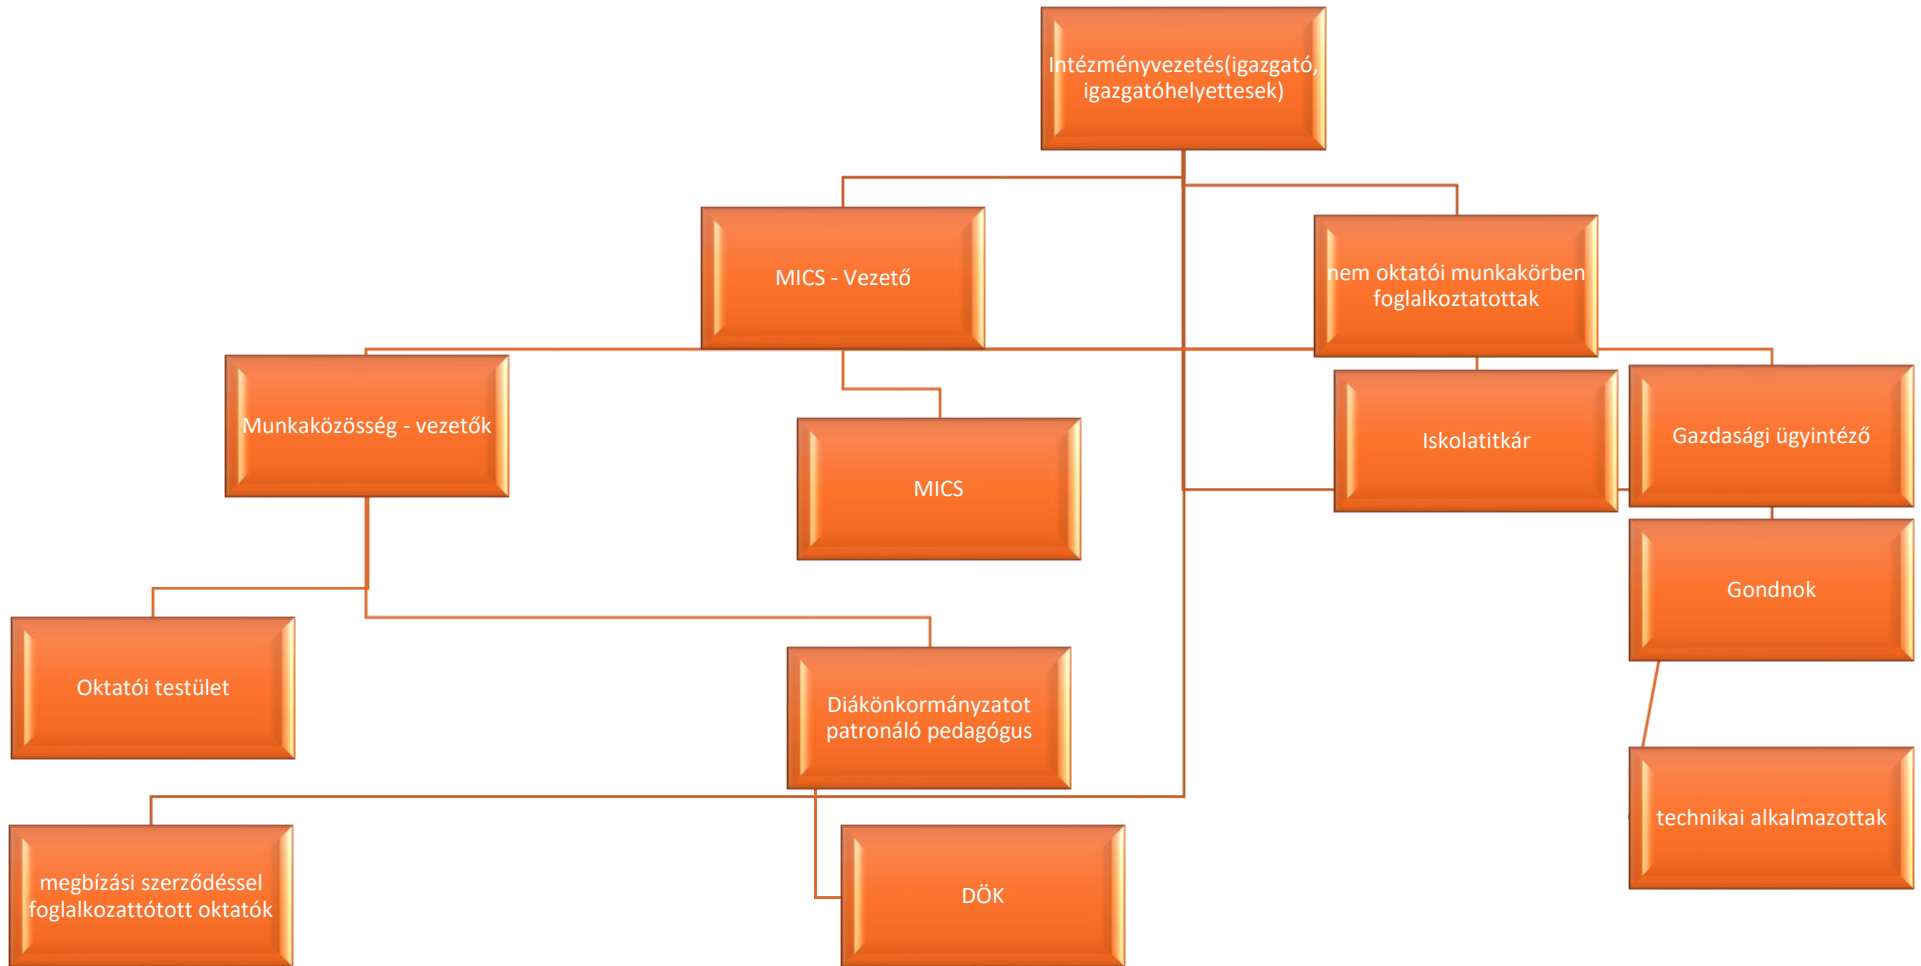 Intézményvezetés(igazgató,
igazgatóhelyettesek)
MICS - Vezető
nem oktatói munkakörben
foglalkoztatottak
Munkaközösség - vezetők
MICS
Iskolatitkár
Gazdasági ügyintéző
Gondnok
Oktatói testület
Diákönkormányzatot
patronáló pedagógus
technikai alkalmazottak
megbízási szerződéssel
foglalkozattótott oktatók
DÖK